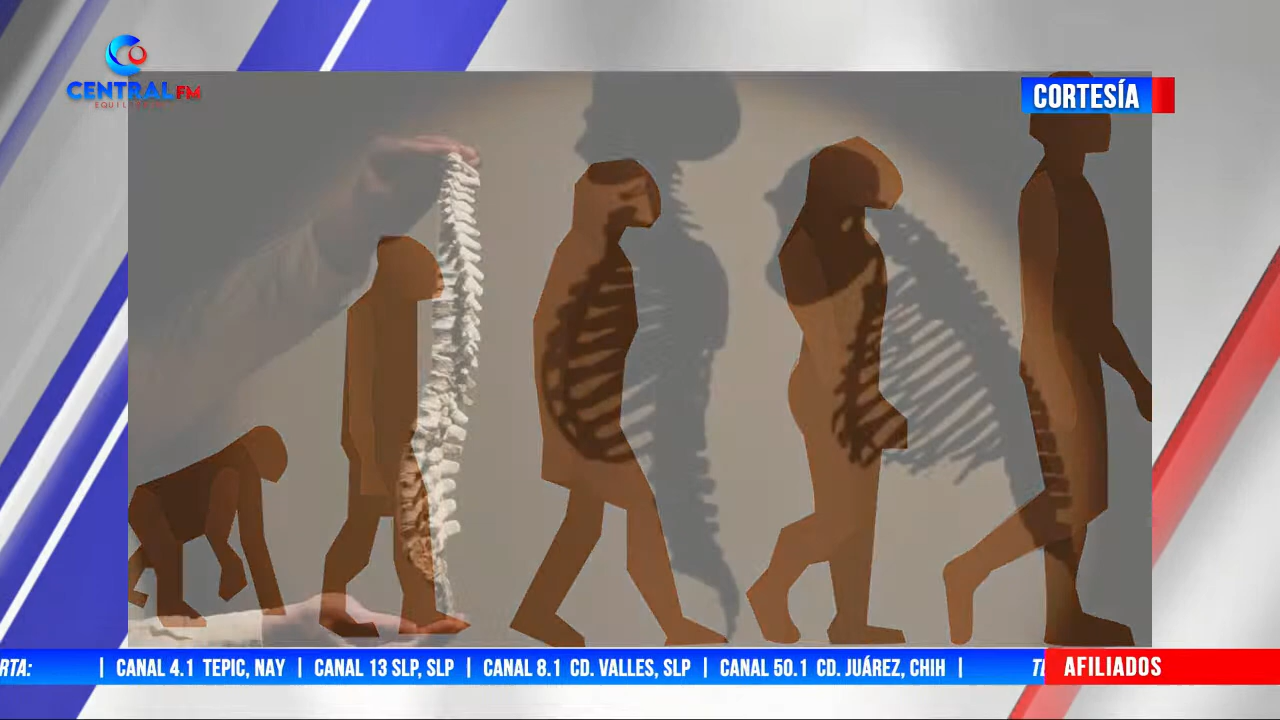 CENTRAL FM
EQUILIBRIO
CORTESÍA
RTA: | CANAL 4.1 TEPIC, NAY | CANAL 13 SLP, SLP | CANAL 8.1 CD. VALLES, SLP | CANAL 50.1 CD. JUÁREZ, CHIH |
AFILIADOS